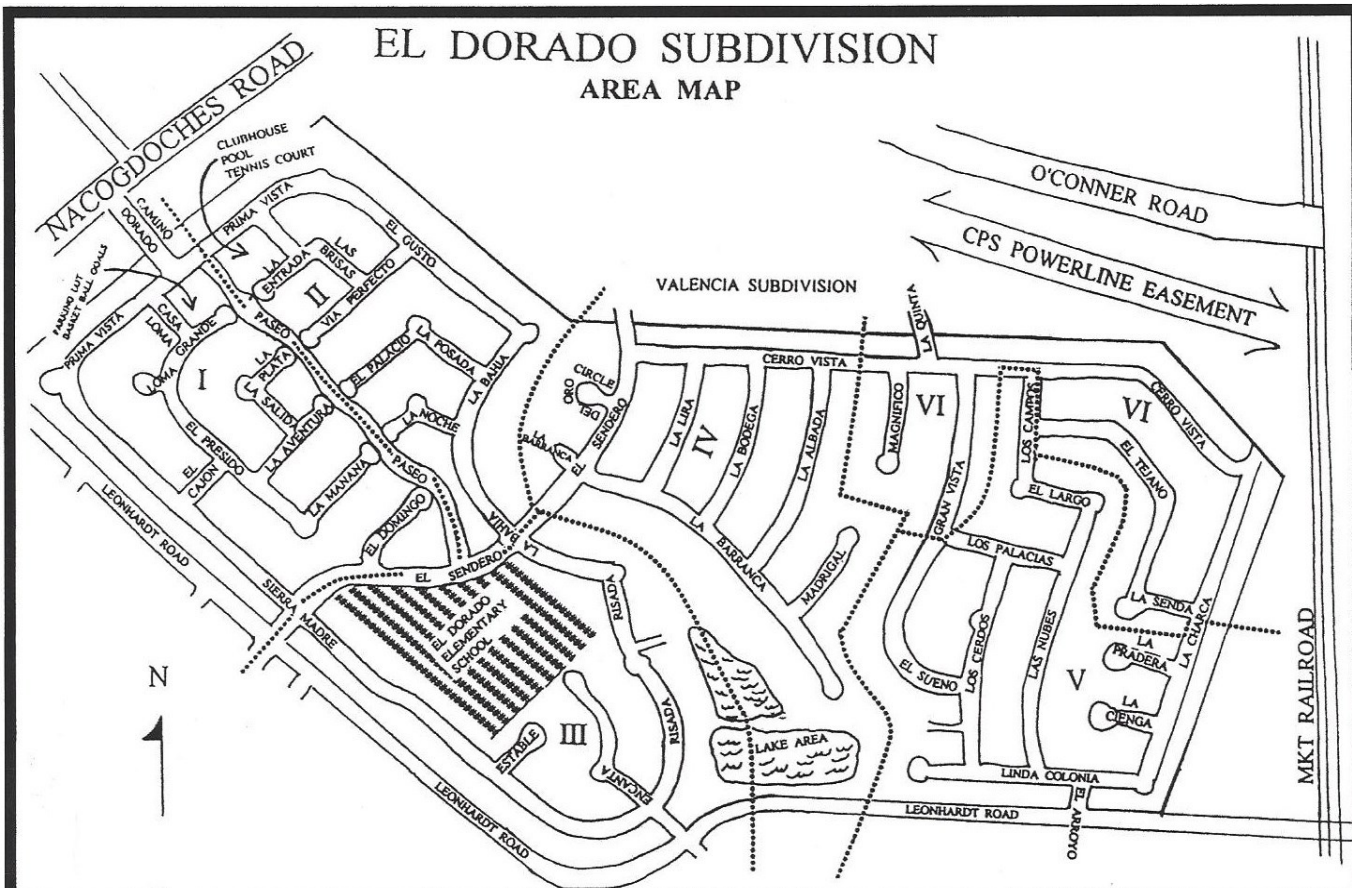 EL DORADO SUBDIVISION
AREA MAP
NACOGDOCHES ROAD
CLUBHOUSE
POOL
TENNIS COURT
CAMINO
DORADO
PRIMA VISTA
EL GUSTO
LA
ENTRADA
LAS
BRISAS
II
VIA PERFECTO
PARKING LOT
BASKET BALL GOALS
PRIMA VISTA
CASA
LOMA
GRANDE
LOMA
I
PASEO
LA
PLATA
LA SALIDA
LA AVENTURA
EL PRESIDO
EL
CAJON
LA MANANA
EL PALACIO
LA POSADA
LA BAHIA
LA NOCHE
PASEO
EL DOMINGO
EL SENDERO
LA
BAHIA
LEONHARDT ROAD
SIERRA
MADRE
EL DORADO
ELEMENTARY
SCHOOL
N
ESTABLE
III
ENCANTA
RISADA
RISADA
LEONHARDT ROAD
LEONHARDT ROAD
VALENCIA SUBDIVISION
CIRCLE
DEL
ORO
SENDERO
LA
BARRANCA
LA LIRA
IV
LA BODEGA
LA ALBADA
CERRO VISTA
LA BARRANCA
MADRIGAL
LAKE AREA
O'CONNER ROAD
CPS POWERLINE EASEMENT
LA QUINTA
MAGNIFICO
VI
GRAN VISTA
LOS CAMPOS
VI
CERRO VISTA
EL TEJANO
EL LARGO
LOS PALACIAS
LA SENDA
LA CHARCA
LA
PRADERA
V
LA
CIENGA
EL SUENO
LOS CERDOS
LAS NUBES
LINDA COLONIA
LEONHARDT ROAD
EL ARROYO
MKT RAILROAD